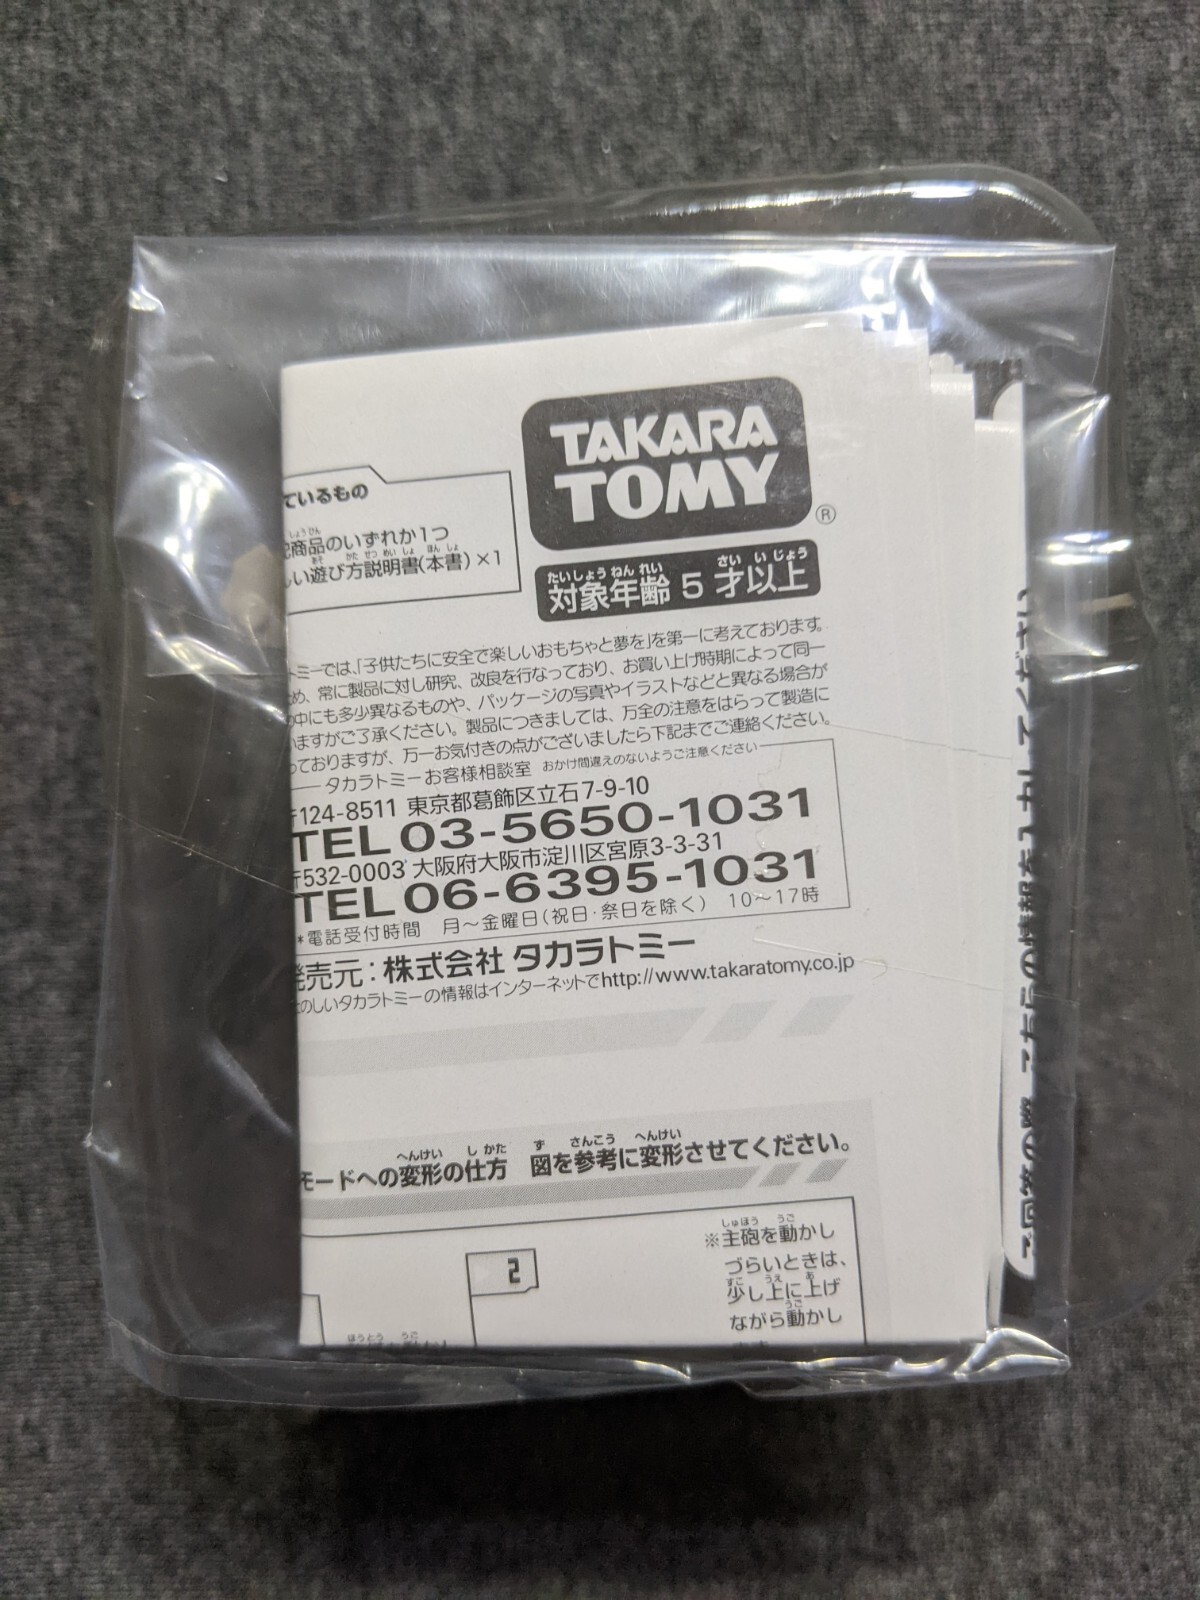 TAKARA
TOMY
®
ているもの
商品のいずれか1つ
しい遊び方説明書(本書)×1
対象年齢 5 才以上
トミーでは、「子供たちに安全で楽しいおもちゃと夢を」を第一に考えております。
め、常に製品に対し研究、改良を行なっており、お買い上げ時期によって同一
の中にも多少異なるものや、パッケージの写真やイラストなどと異なる場合が
いますがご了承ください。製品につきましては、万全の注意をはらって製造に
っておりますが、万一お気付きの点がございましたら下記までご連絡ください。
タカラトミーお客様相談室 おかけ間違えのないようご注意ください
〒124-8511 東京都葛飾区立石7-9-10
TEL 03-5650-1031
〒532-0003 大阪府大阪市淀川区宮原3-3-31
TEL 06-6395-1031
*電話受付時間 月〜金曜日(祝日・祭日を除く) 10〜17時
発売元:株式会社 タカラトミー
たのしいタカラトミーの情報はインターネットでhttp://www.takaratomy.co.jp
モードへの変形の仕方 図を参考に変形させてください。
2
※主砲を動かし
づらいときは、
少し上に上げ
ながら動かし